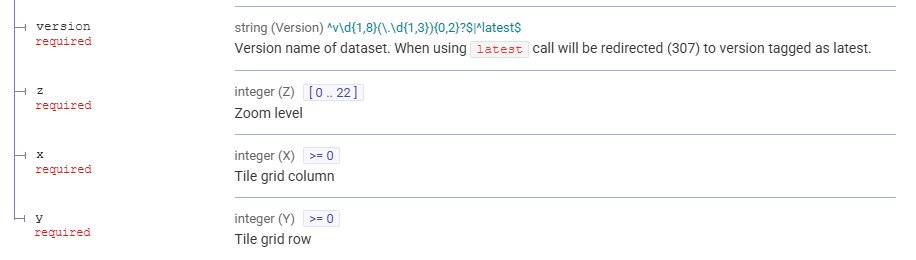 version string (Version) ^v\d{1,8}(\.\d{1,3}){0,2}?$|^latest$
required Version name of dataset. When using latest call will be redirected (307) to version tagged as latest.
z integer (Z) [ 0 .. 22 ]
required Zoom level
x integer (X) >= 0
required Tile grid column
y integer (Y) >= 0
required Tile grid row